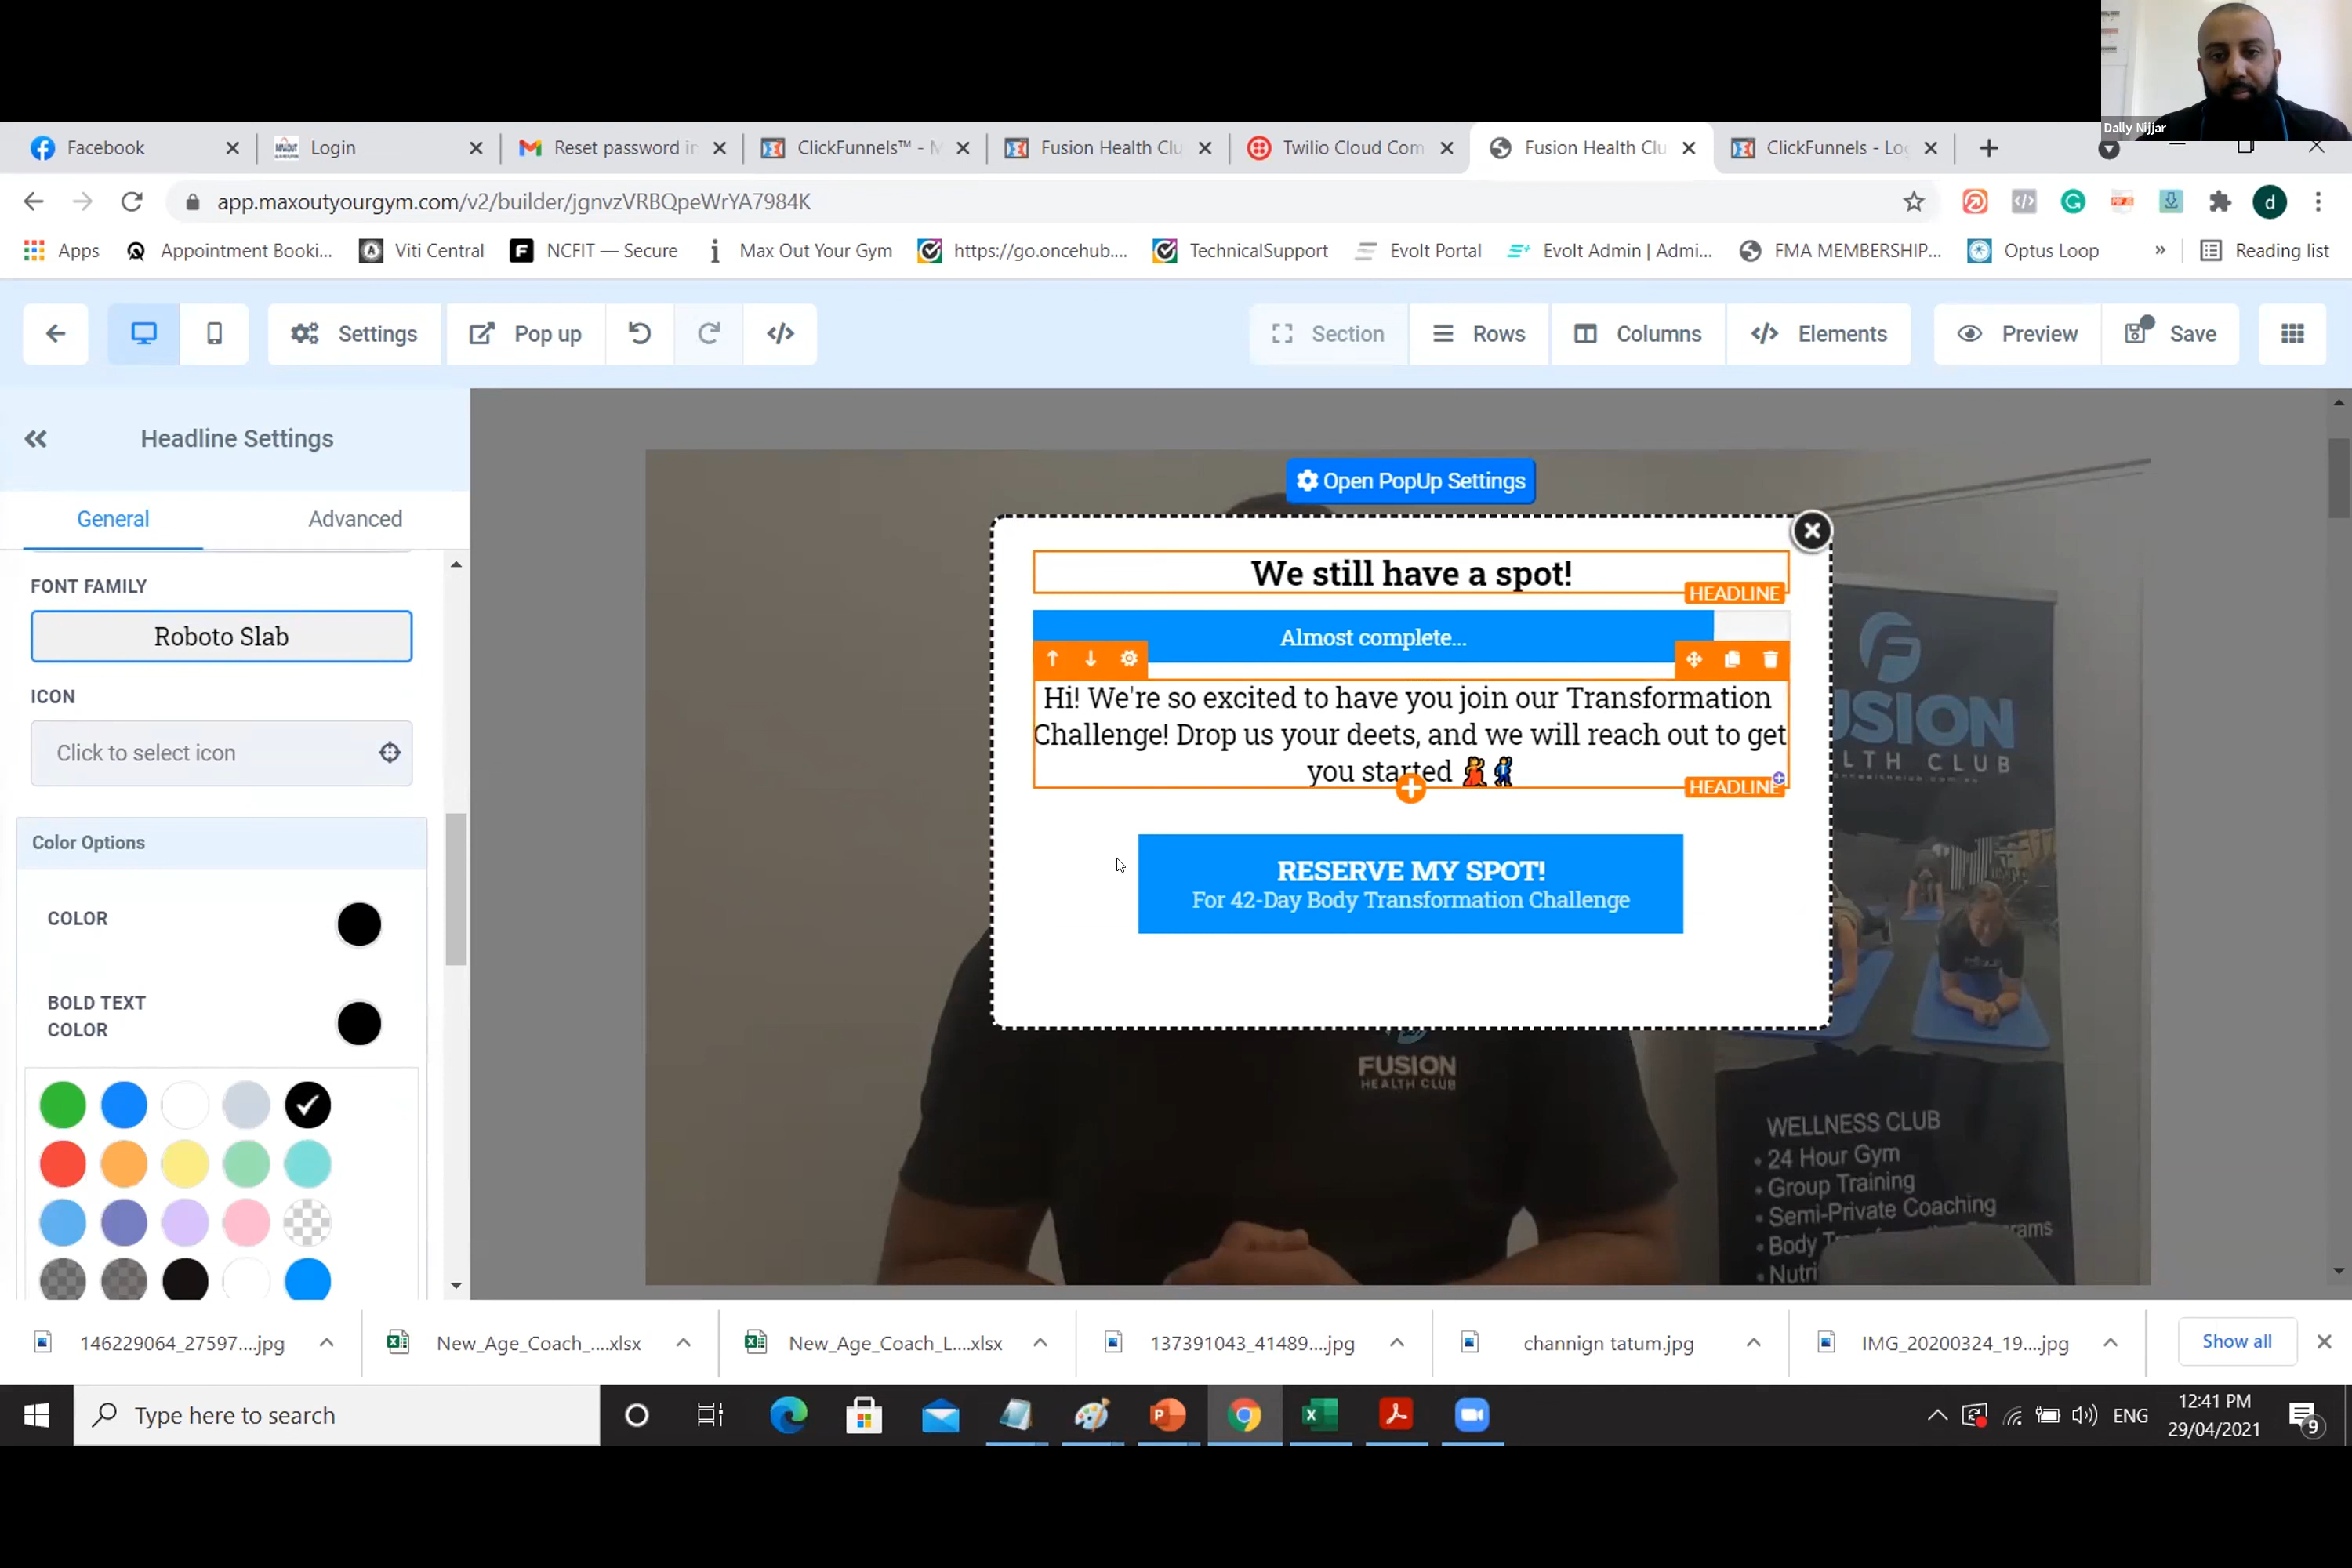 Dally Nijjar
Facebook
Login
Reset password in
ClickFunnels™ - M
Fusion Health Clu
Twilio Cloud Com
Fusion Health Clu
ClickFunnels - Lo
app.maxoutyourgym.com/v2/builder/jgnvzVRBQpeWrYA7984K
d
Apps
Appointment Booki...
Viti Central
NCFIT — Secure
Max Out Your Gym
https://go.oncehub....
TechnicalSupport
Evolt Portal
Evolt Admin | Admi...
FMA MEMBERSHIP...
Optus Loop
»
Reading list
Settings
Pop up
Section
Rows
Columns
Elements
Preview
Save
Headline Settings
General
Advanced
FONT FAMILY
Roboto Slab
ICON
Click to select icon
Color Options
COLOR
BOLD TEXT
COLOR
Open PopUp Settings
We still have a spot!
HEADLINE
Almost complete...
Hi! We're so excited to have you join our Transformation
Challenge! Drop us your deets, and we will reach out to get
you started 💃🕺
HEADLINE
RESERVE MY SPOT!
For 42-Day Body Transformation Challenge
USION
LTH CLUB
FUSION
HEALTH CLUB
WELLNESS CLUB
• 24 Hour Gym
• Group Training
• Semi-Private Coaching
• Body
• Nutri
146229064_27597....jpg
New_Age_Coach_....xlsx
New_Age_Coach_L....xlsx
137391043_41489....jpg
channign tatum.jpg
IMG_20200324_19....jpg
Show all
Type here to search
ENG
12:41 PM
29/04/2021
9